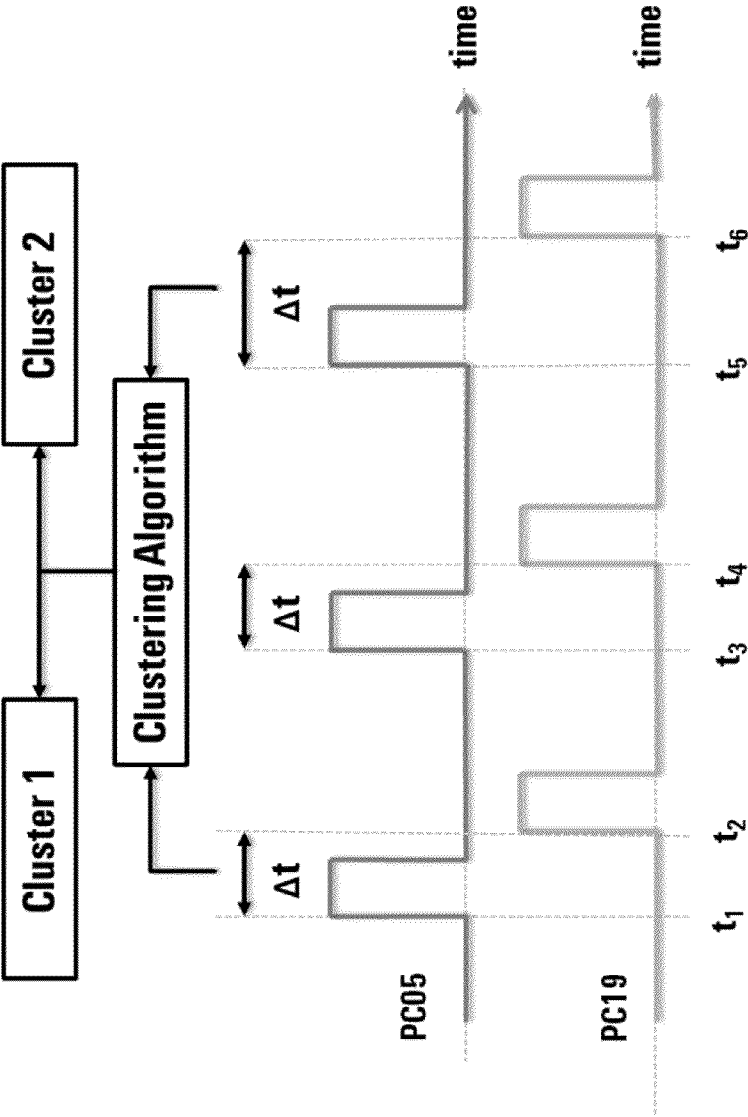 Cluster 1
Cluster 2
Clustering Algorithm
Δt
Δt
Δt
PC05
time
PC19
time
t1
t2
t3
t4
t5
t6